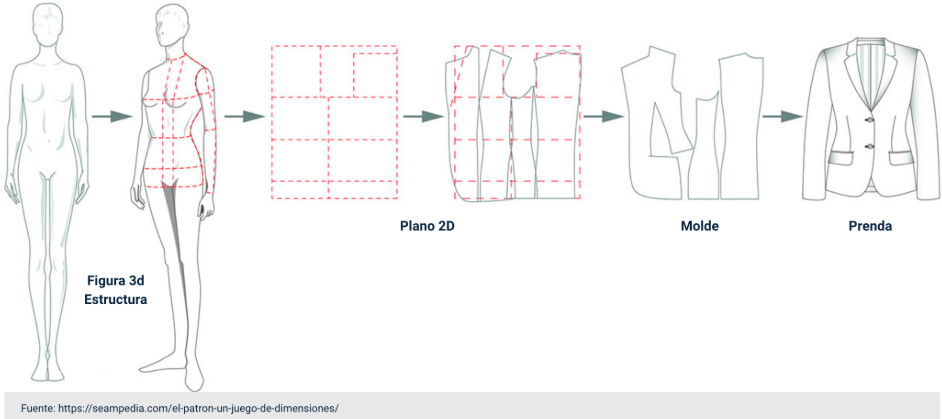 Plano 2D
Molde
Prenda
Figura 3d
Estructura
Fuente: https://seampedia.com/el-patron-un-juego-de-dimensiones/